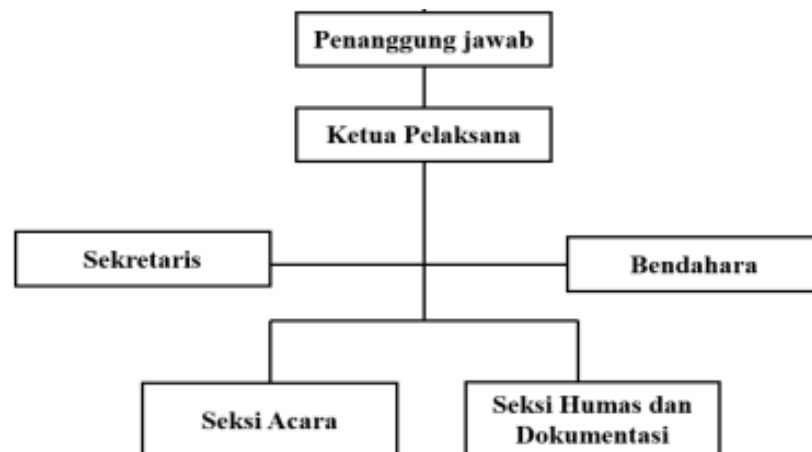 Penanggung jawab
Ketua Pelaksana
Sekretaris
Bendahara
Seksi Acara
Seksi Humas dan
Dokumentasi